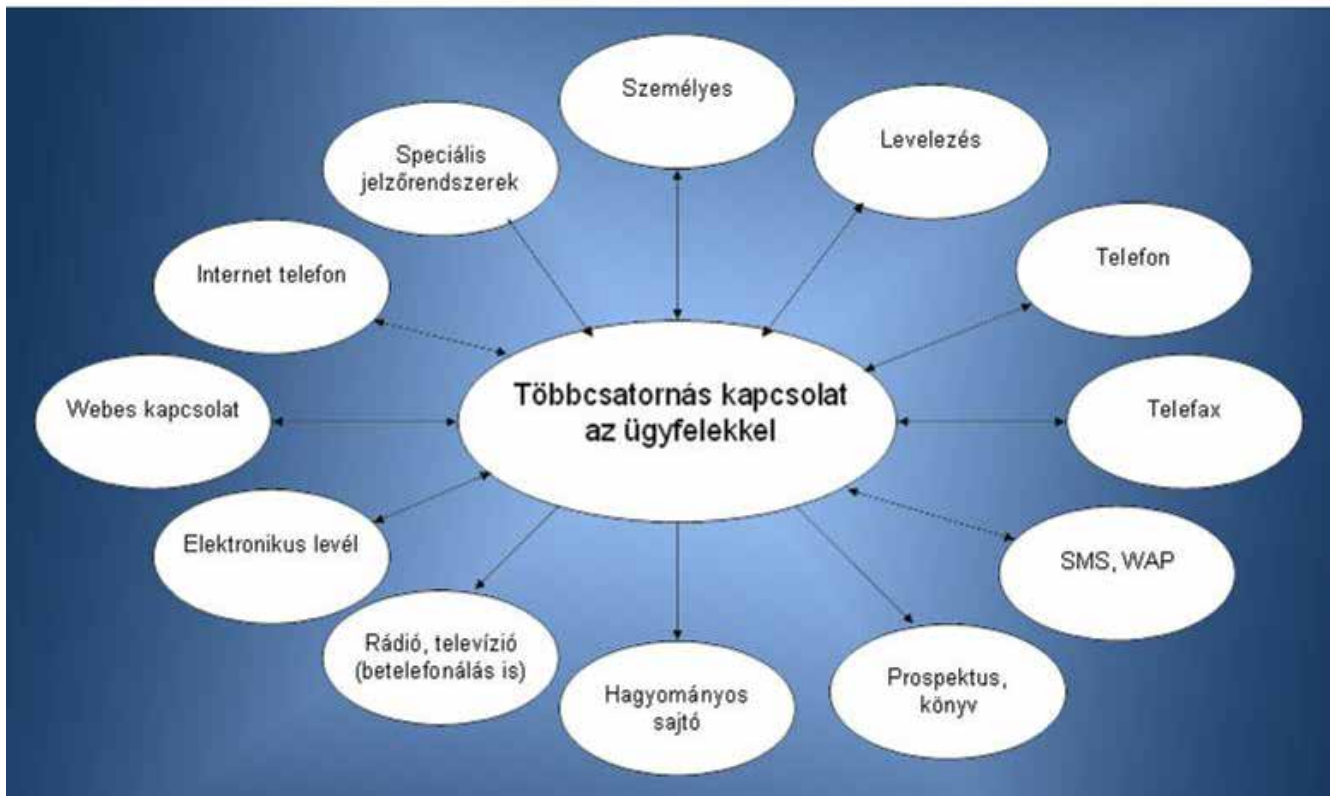 Személyes
Levelezés
Speciális
jelzőrendszerek
Telefon
Internet telefon
Többcsatornás kapcsolat
az ügyfelekkel
Webes kapcsolat
Telefax
Elektronikus levél
SMS, WAP
Rádió, televízió
(betelefonálás is)
Hagyományos
sajtó
Prospektus,
könyv